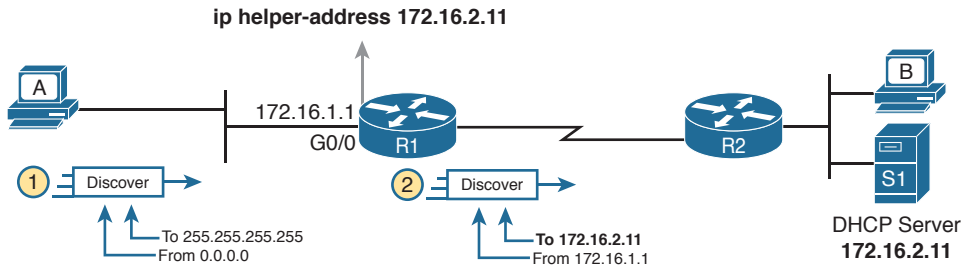 ip helper-address 172.16.2.11
A
172.16.1.1
G0/0
R1
R2
B
S1
1
Discover
2
Discover
To 255.255.255.255
From 0.0.0.0
To 172.16.2.11
From 172.16.1.1
DHCP Server
172.16.2.11